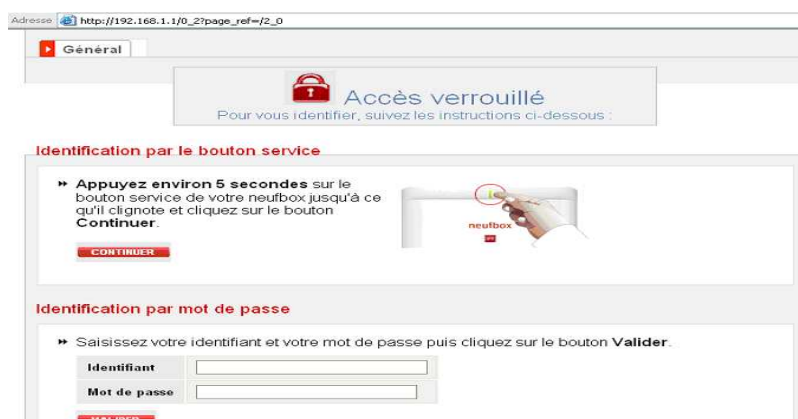 Adresse http://192.168.1.1/0_2?page_ref=/2_0
Général
Accès verrouillé
Pour vous identifier, suivez les instructions ci-dessous :
Identification par le bouton service
Appuyez environ 5 secondes sur le
bouton service de votre neufbox jusqu'à ce
qu'il clignote et cliquez sur le bouton
Continuer.
neufbox
CONTINUER
Identification par mot de passe
Saisissez votre identifiant et votre mot de passe puis cliquez sur le bouton Valider.
Identifiant
Mot de passe
VALIDER